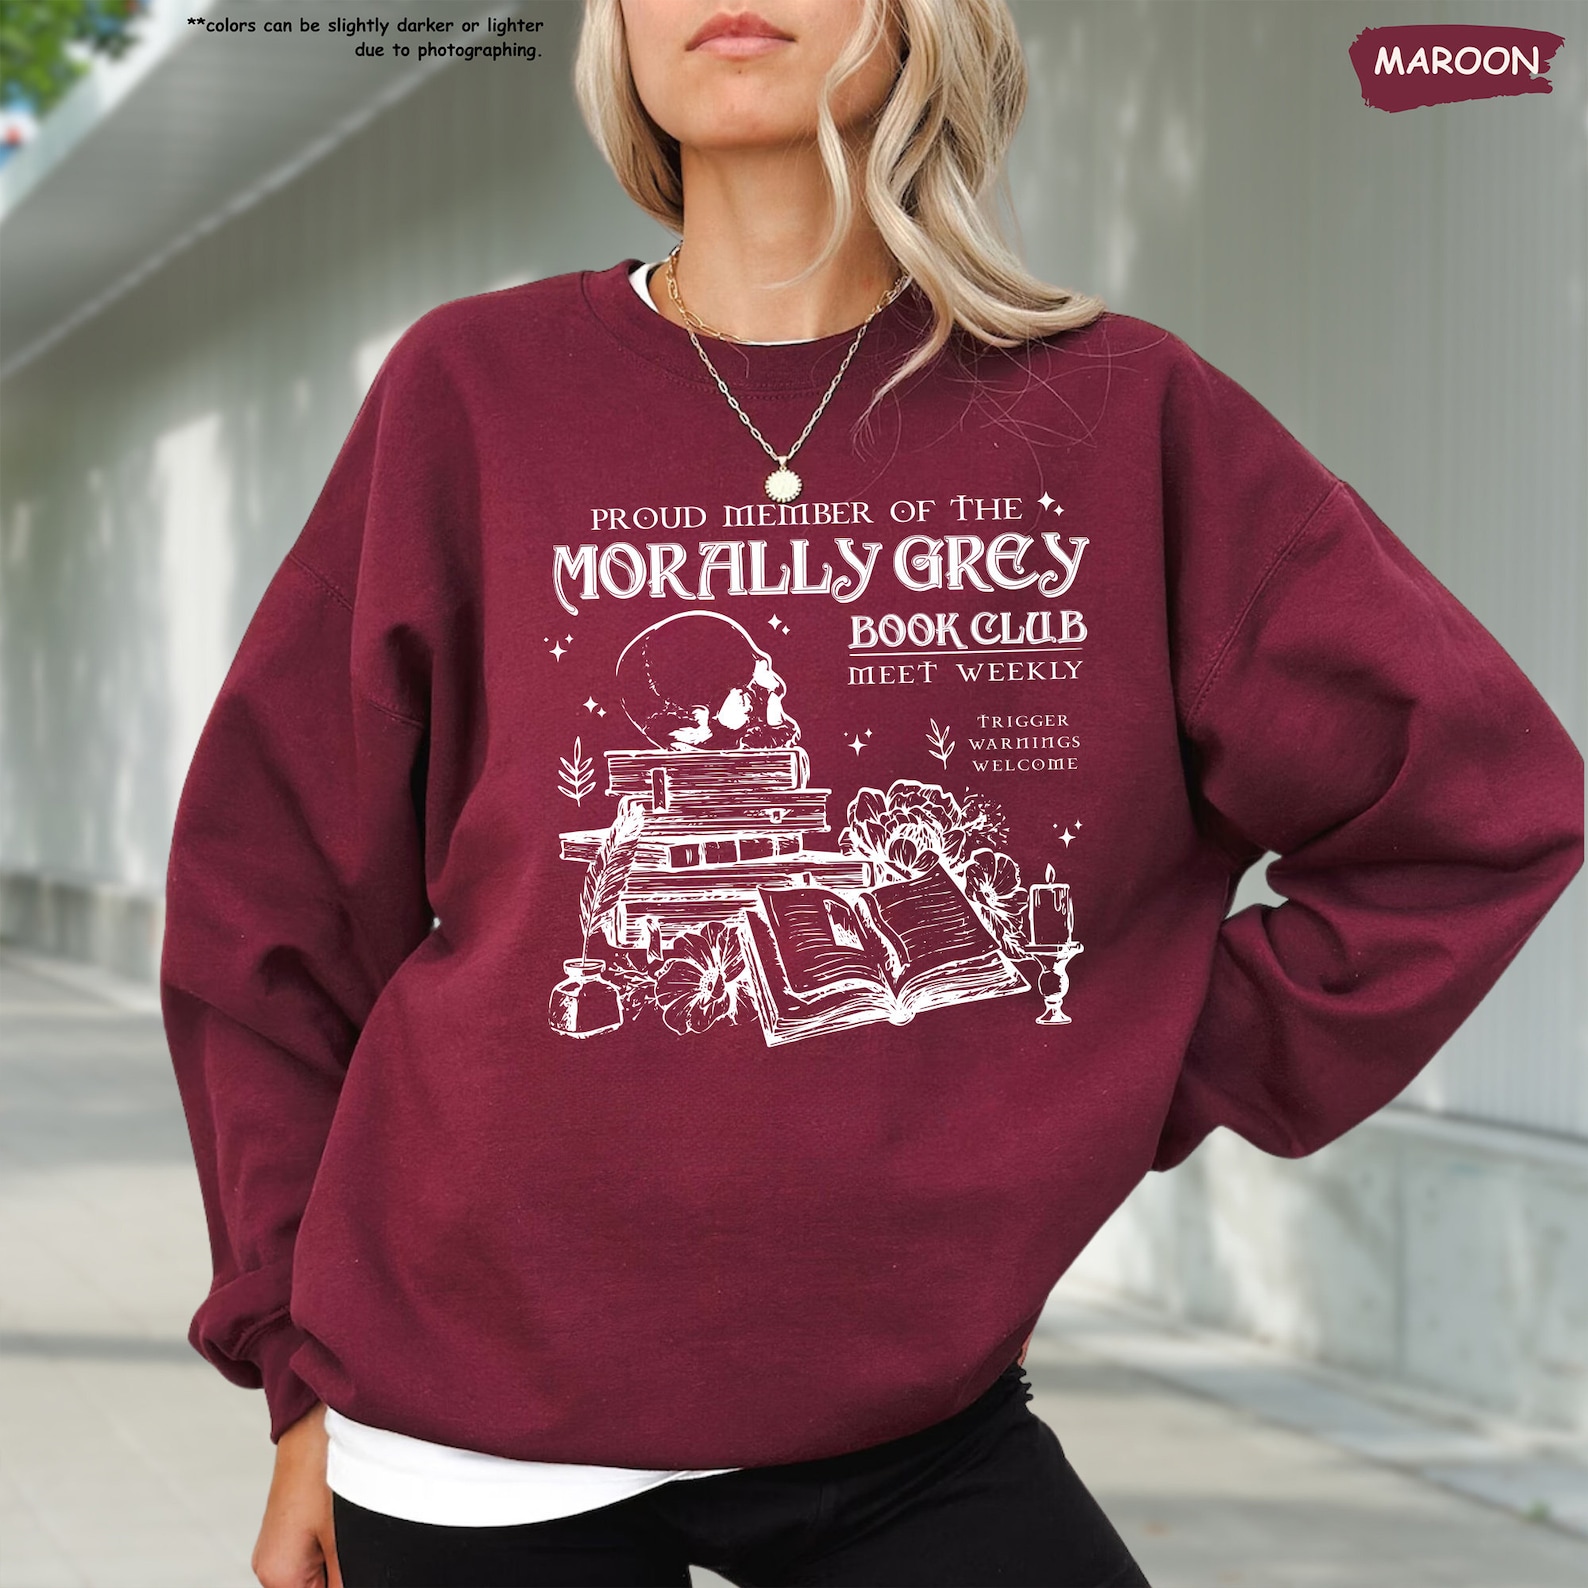 **colors can be slightly darker or lighter
due to photographing.
MAROON
PROUD MEMBER OF THE
MORALLY GREY
BOOK CLUB
MEET WEEKLY
TRIGGER
WARNINGS
WELCOME